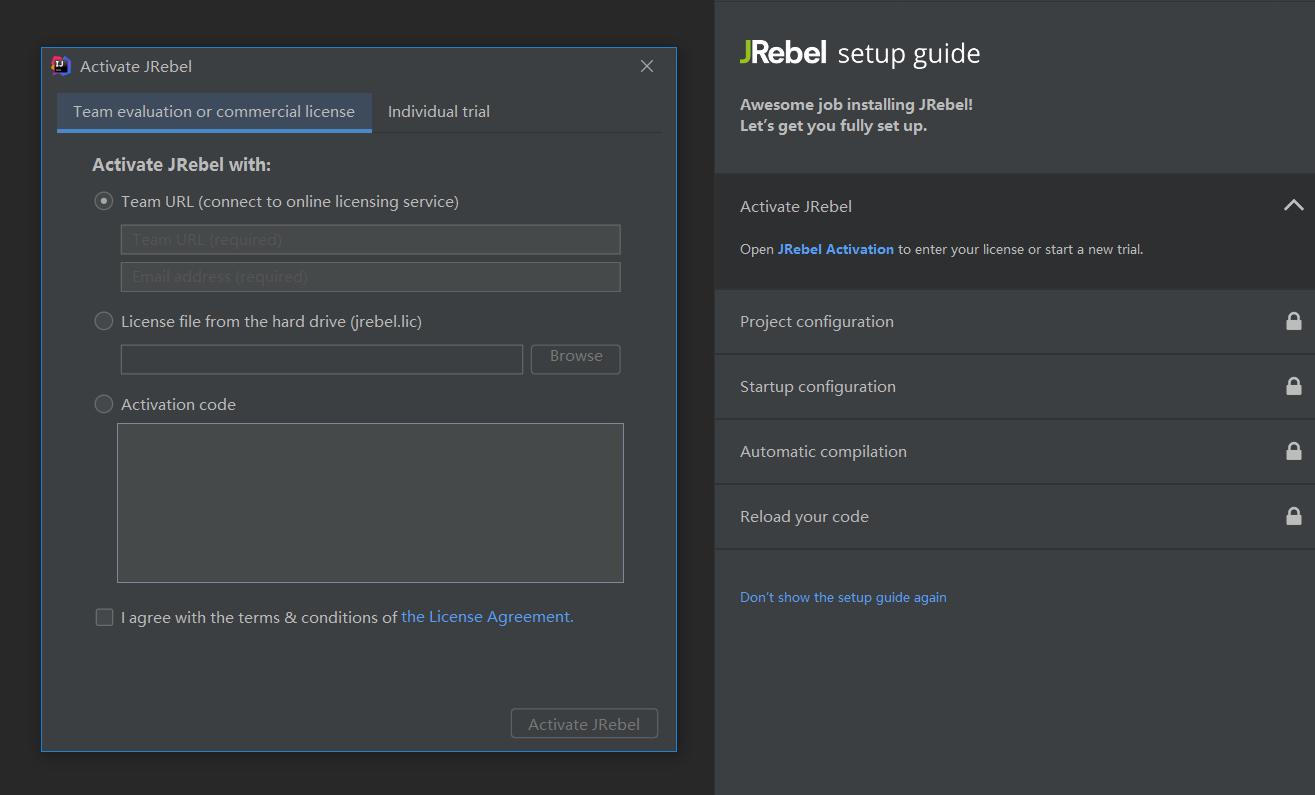 Activate JRebel
Team evaluation or commercial license
Individual trial
Activate JRebel with:
Team URL (connect to online licensing service)
Team URL (required)
Email address (required)
License file from the hard drive (jrebel.lic)
Browse
Activation code
I agree with the terms & conditions of the License Agreement.
Activate JRebel
JRebel setup guide
Awesome job installing JRebel!
Let's get you fully set up.
Activate JRebel
Open JRebel Activation to enter your license or start a new trial.
Project configuration
Startup configuration
Automatic compilation
Reload your code
Don't show the setup guide again